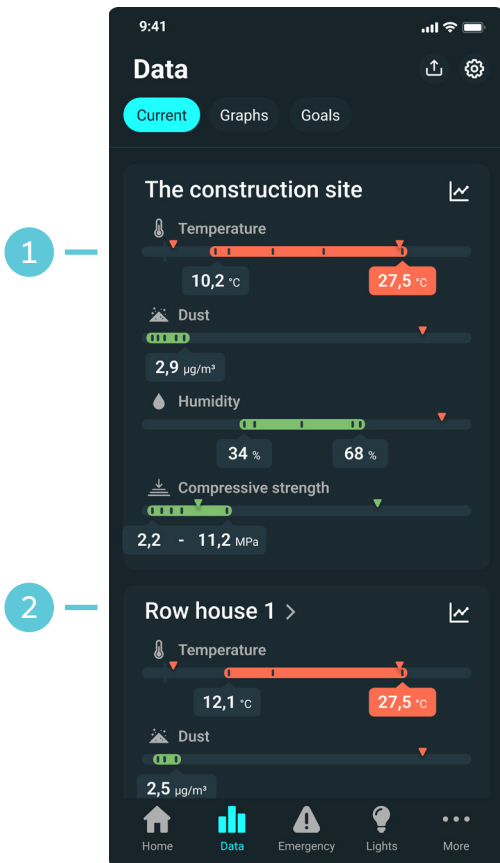 9:41
Data
Current Graphs Goals
The construction site
1
Temperature
10,2 °C 27,5 °C
Dust
2,9 µg/m³
Humidity
34 % 68 %
Compressive strength
2,2 - 11,2 MPa
2
Row house 1 >
Temperature
12,1 °C 27,5 °C
Dust
2,5 µg/m³
Home Data Emergency Lights More